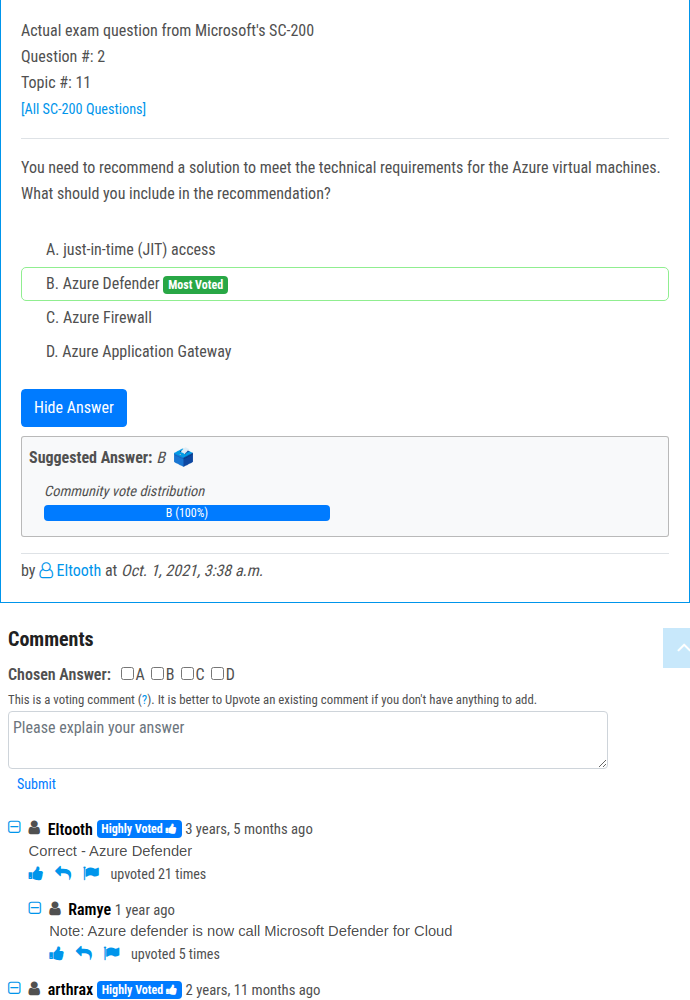 Actual exam question from Microsoft's SC-200
Question #: 2
Topic #: 11
[All SC-200 Questions]
You need to recommend a solution to meet the technical requirements for the Azure virtual machines.
What should you include in the recommendation?
A. just-in-time (JIT) access
B. Azure Defender Most Voted
C. Azure Firewall
D. Azure Application Gateway
Hide Answer
Suggested Answer: B
Community vote distribution
B (100%)
by Eltooth at Oct. 1, 2021, 3:38 a.m.
Comments
Chosen Answer: A B C D
This is a voting comment (?). It is better to Upvote an existing comment if you don't have anything to add.
Please explain your answer
Submit
Eltooth Highly Voted 3 years, 5 months ago
Correct - Azure Defender
upvoted 21 times
Ramye 1 year ago
Note: Azure defender is now call Microsoft Defender for Cloud
upvoted 5 times
arthrax Highly Voted 2 years, 11 months ago